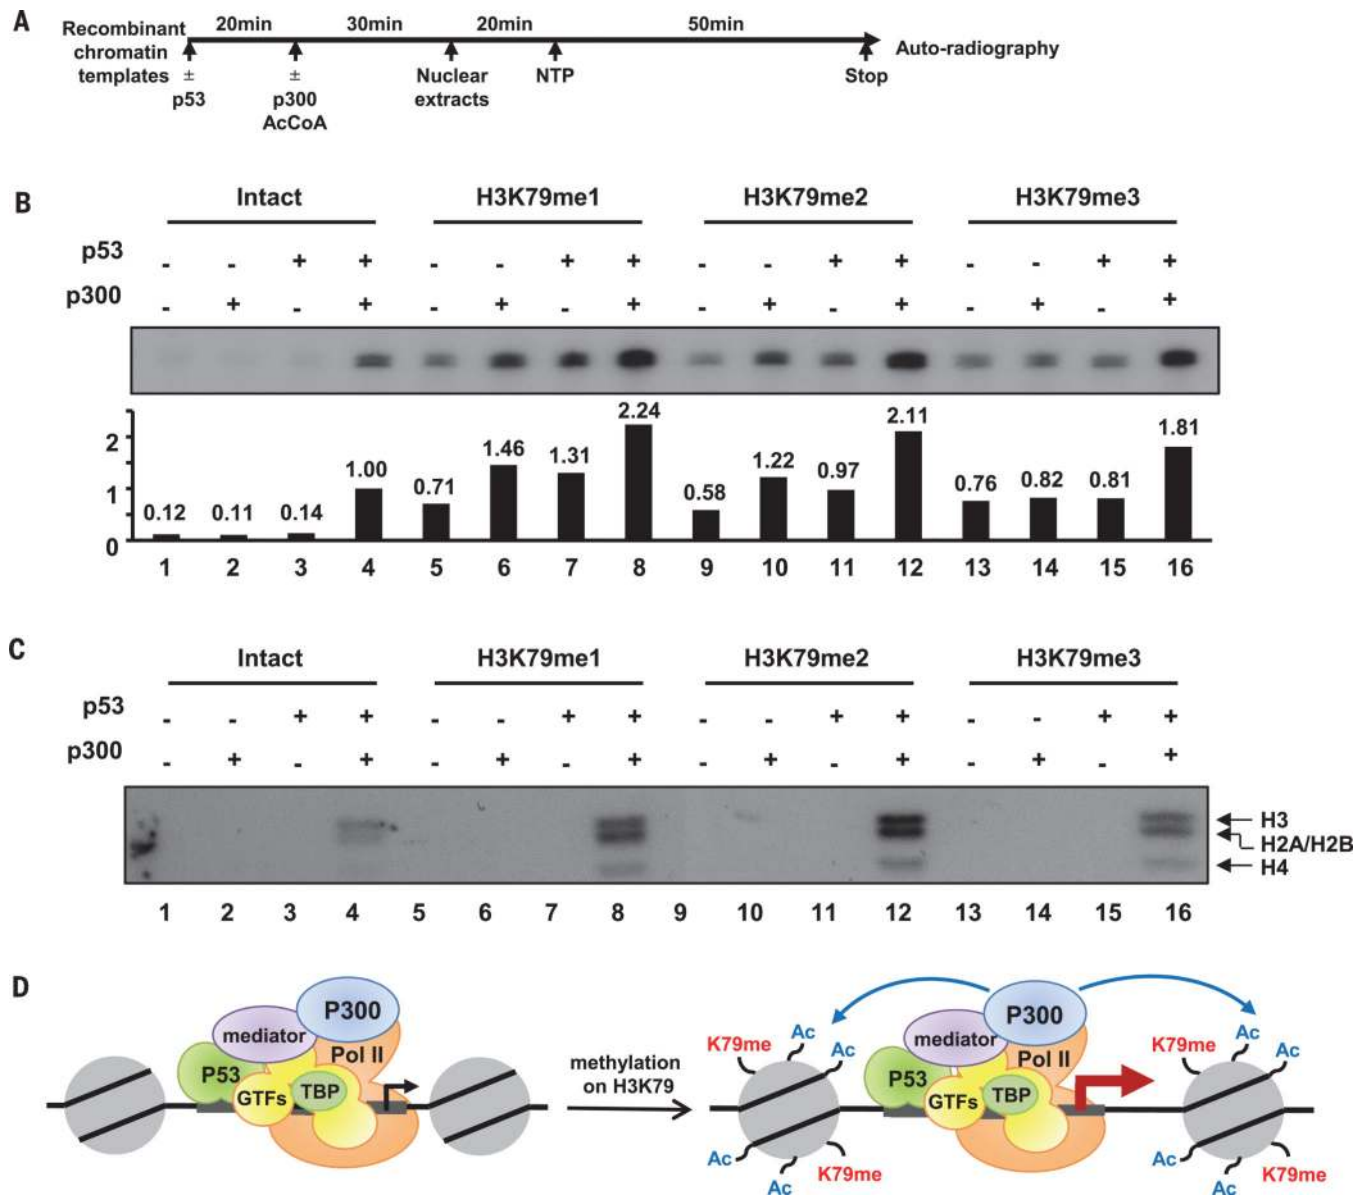 A
20min 30min 20min 50min
Recombinant
chromatin
templates
Auto-radiography
± ± Nuclear NTP Stop
p53 p300 extracts
AcCoA
B
Intact H3K79me1 H3K79me2 H3K79me3
p53 - - + + - - + + - - + + - - + +
p300 - + - + - + - + - + - + - + - +
2
1
0
0.12 0.11 0.14 1.00 0.71 1.46 1.31 2.24 0.58 1.22 0.97 2.11 0.76 0.82 0.81 1.81
1 2 3 4 5 6 7 8 9 10 11 12 13 14 15 16
C
Intact H3K79me1 H3K79me2 H3K79me3
p53 - - + + - - + + - - + + - - + +
p300 - + - + - + - + - + - + - + - +
H3
H2A/H2B
H4
1 2 3 4 5 6 7 8 9 10 11 12 13 14 15 16
D
P300
mediator
Pol II
P53
GTFs
TBP
methylation
on H3K79
K79me
Ac
Ac
Ac
Ac
K79me
P300
mediator
Pol II
P53
GTFs
TBP
K79me
Ac
Ac
Ac
Ac
K79me